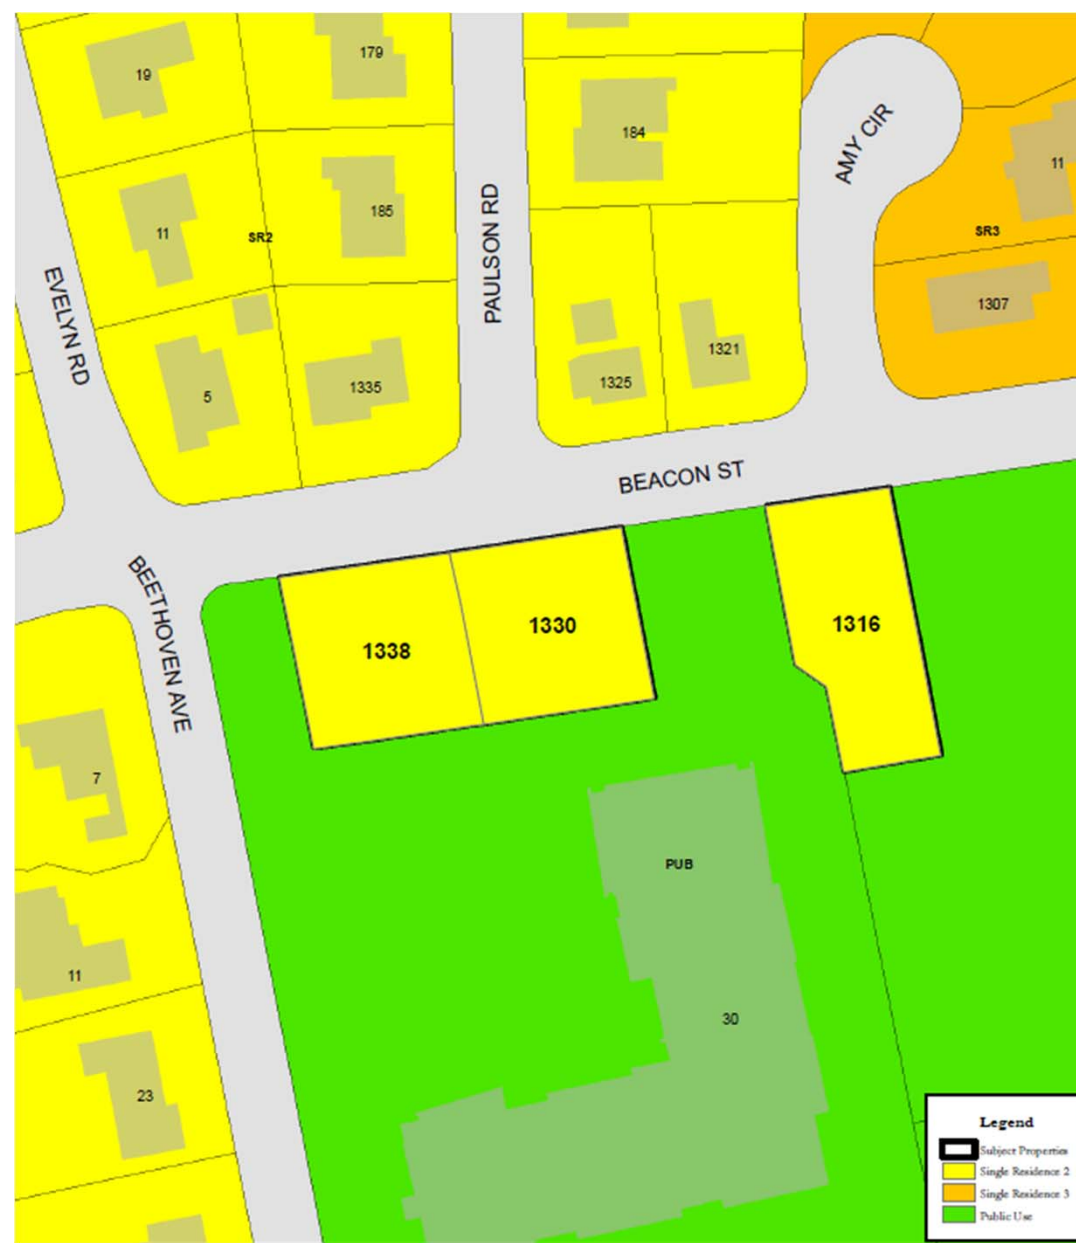 19
179
184
AMY CIR
11
11
SR2
185
PAULSON RD
SR3
1307
EVELYN RD
5
1335
1325
1321
BEACON ST
BEETHOVEN AVE
1338
1330
1316
7
PUB
11
30
23
Legend
Subject Properties
Single Residence 2
Single Residence 3
Public Use